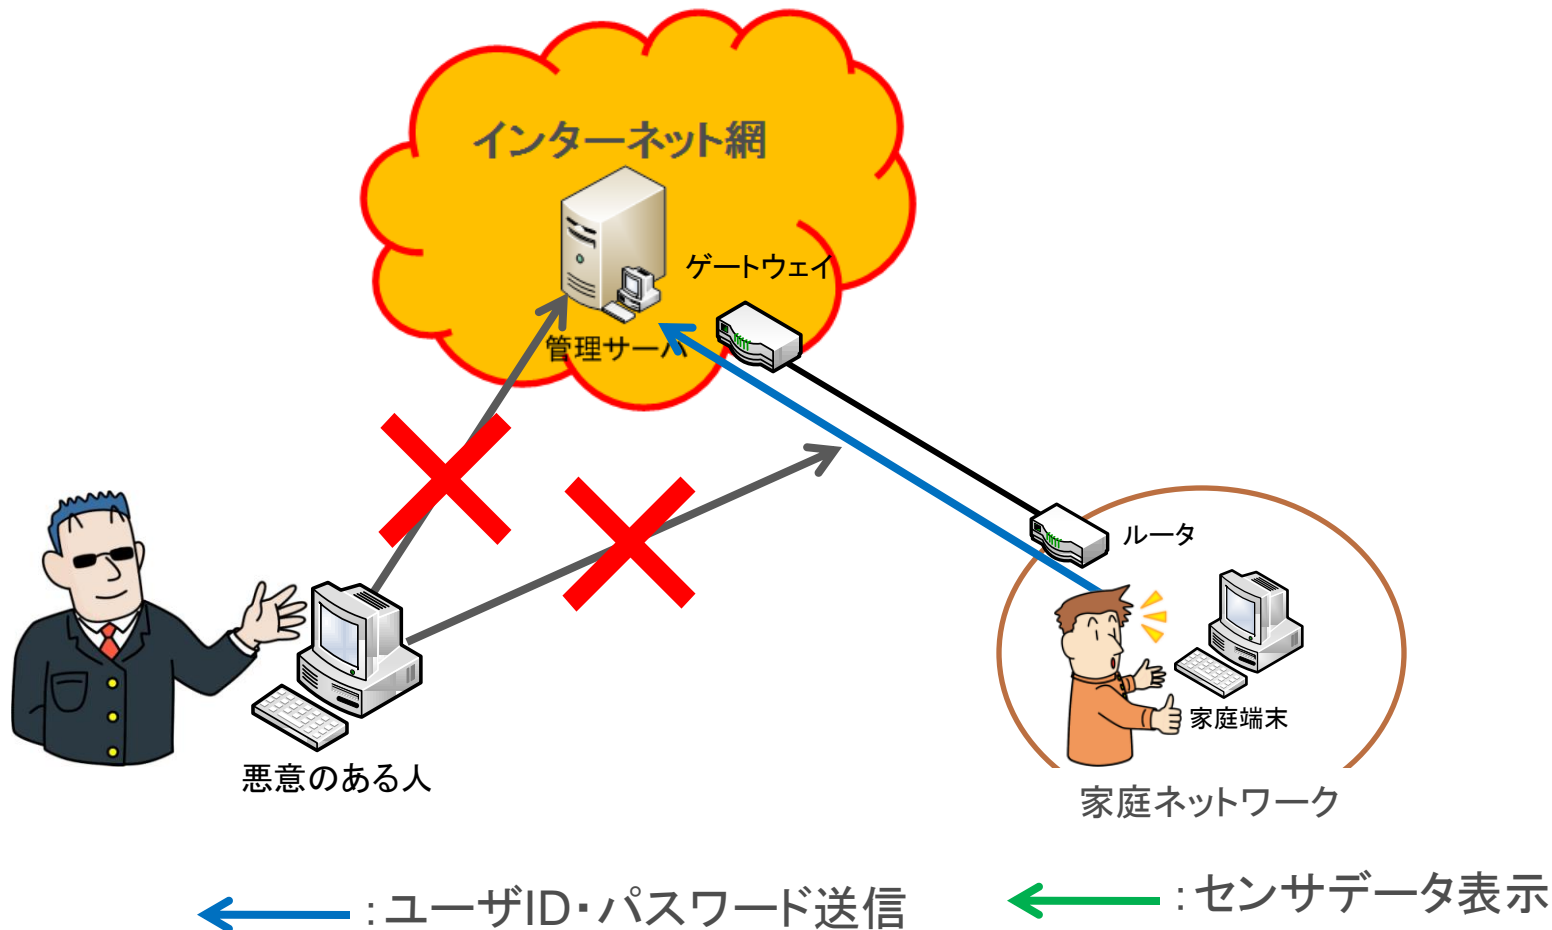 インターネット網
ゲートウェイ
管理サーバ
ルータ
家庭端末
悪意のある人
家庭ネットワーク
：ユーザID・パスワード送信
：センサデータ表示